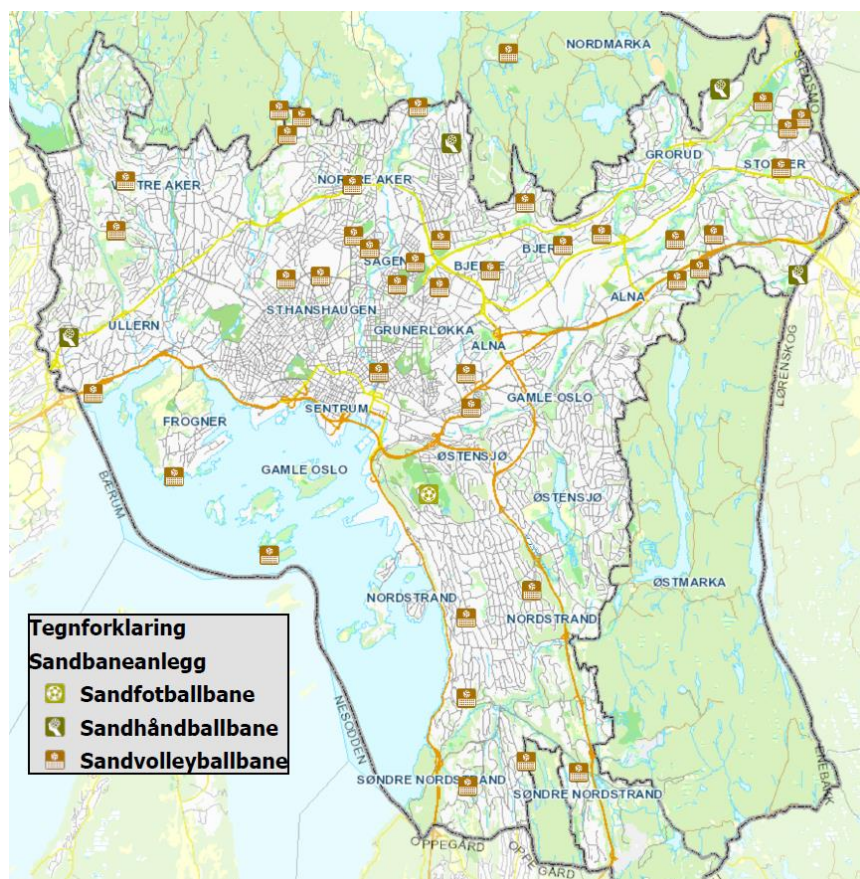 NORDMARKA
SKEDSMO
GRORUD
VESTRE AKER
NORDRE AKER
BJERKE
SAGENE
BJERKE
ALNA
ST.HANSHAUGEN
ULLERN
GRUNERLØKKA
ALNA
LØRENSKOG
GAMLE OSLO
SENTRUM
FROGNER
GAMLE OSLO
ØSTENSJØ
BÆRUM
ØSTENSJØ
ØSTMARKA
NORDSTRAND
NORDSTRAND
Tegnforklaring
Sandbaneanlegg
Sandfotballbane
Sandhåndballbane
Sandvolleyballbane
NESODDEN
ENEBAKK
SØNDRE NORDSTRAND
SØNDRE NORDSTRAND
OPPEGÅRD
OPPEGÅRD